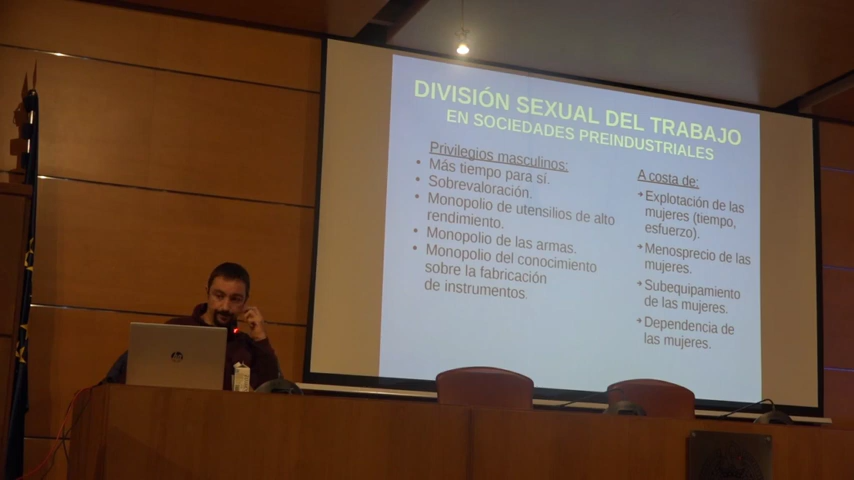 DIVISIÓN SEXUAL DEL TRABAJO
EN SOCIEDADES PREINDUSTRIALES
Privilegios masculinos:
• Más tiempo para sí.
• Sobrevaloración.
• Monopolio de utensilios de alto
rendimiento.
• Monopolio de las armas.
• Monopolio del conocimiento
sobre la fabricación
de instrumentos.
A costa de:
Explotación de las
mujeres (tiempo,
esfuerzo).
Menosprecio de las
mujeres.
Subequipamiento
de las mujeres.
Dependencia de
las mujeres.
hp